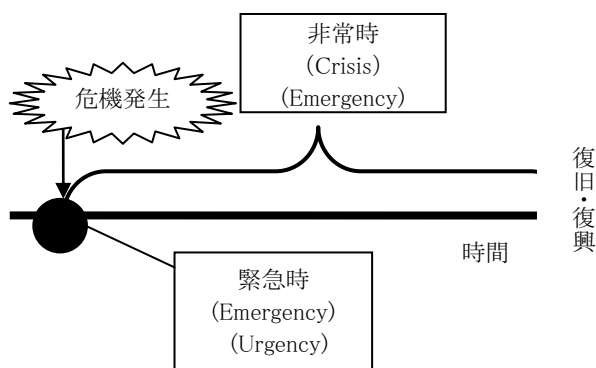 非常時
(Crisis)
(Emergency)
危機発生
復旧・復興
時間
緊急時
(Emergency)
(Urgency)